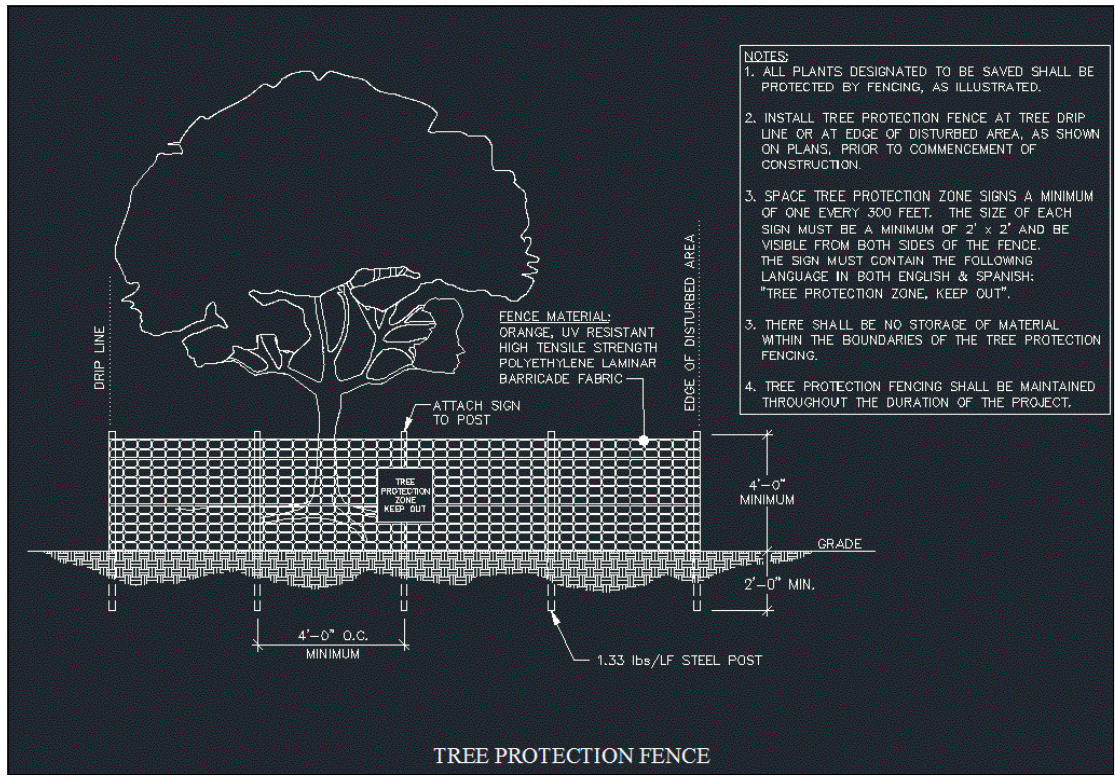 NOTES:
1. ALL PLANTS DESIGNATED TO BE SAVED SHALL BE
PROTECTED BY FENCING, AS ILLUSTRATED.
2. INSTALL TREE PROTECTION FENCE AT TREE DRIP
LINE OR AT EDGE OF DISTURBED AREA, AS SHOWN
ON PLANS, PRIOR TO COMMENCEMENT OF
CONSTRUCTION.
3. SPACE TREE PROTECTION ZONE SIGNS A MINIMUM
OF ONE EVERY 300 FEET. THE SIZE OF EACH
SIGN MUST BE A MINIMUM OF 2' x 2' AND BE
VISIBLE FROM BOTH SIDES OF THE FENCE.
THE SIGN MUST CONTAIN THE FOLLOWING
LANGUAGE IN BOTH ENGLISH & SPANISH:
"TREE PROTECTION ZONE, KEEP OUT".
3. THERE SHALL BE NO STORAGE OF MATERIAL
WITHIN THE BOUNDARIES OF THE TREE PROTECTION
FENCING.
4. TREE PROTECTION FENCING SHALL BE MAINTAINED
THROUGHOUT THE DURATION OF THE PROJECT.
DRIP LINE
FENCE MATERIAL:
ORANGE, UV RESISTANT
HIGH TENSILE STRENGTH
POLYETHYLENE LAMINAR
BARRICADE FABRIC
EDGE OF DISTURBED AREA
ATTACH SIGN
TO POST
TREE
PROTECTION
ZONE
KEEP OUT
4'-0"
MINIMUM
GRADE
2'-0" MIN.
4'-0" O.C.
MINIMUM
1.33 lbs/LF STEEL POST
TREE PROTECTION FENCE